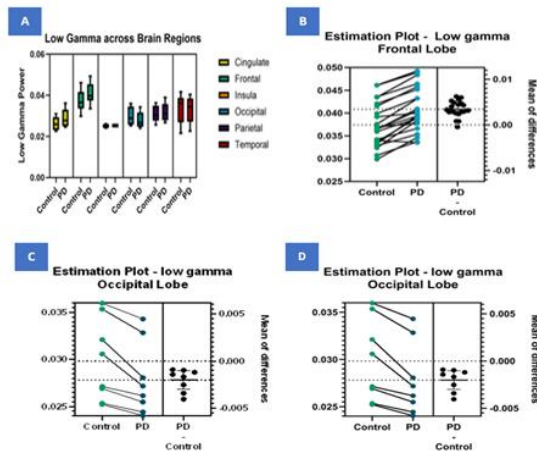 A
Low Gamma across Brain Regions
Low Gamma Power
0.06
0.04
0.02
0.00
Control
PD
Control
PD
Control
PD
Control
PD
Control
PD
Control
PD
Cingulate
Frontal
Insula
Occipital
Parietal
Temporal
B
Estimation Plot - Low gamma
Frontal Lobe
0.050
0.045
0.040
0.035
0.030
0.025
0.01
0.00
-0.01
Mean of differences
Control
PD
PD
-
Control
C
Estimation Plot - low gamma
Occipital Lobe
0.035
0.030
0.025
0.005
0.000
-0.005
Mean of differences
Control
PD
PD
-
Control
D
Estimation Plot - low gamma
Occipital Lobe
0.035
0.030
0.025
0.005
0.000
-0.005
Mean of differences
Control
PD
PD
-
Control